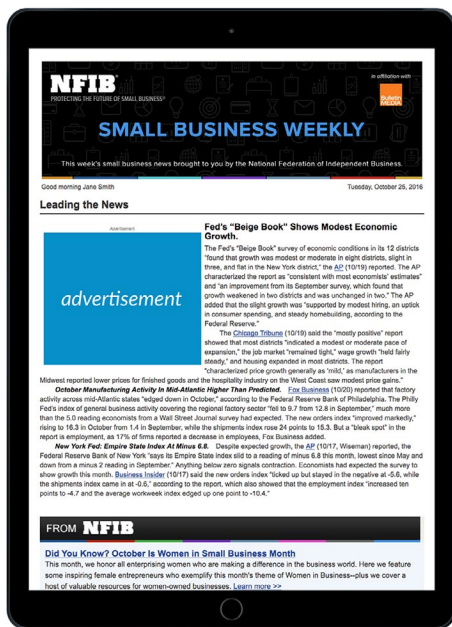 NFIB
PROTECTING THE FUTURE OF SMALL BUSINESS®
In affiliation with
Bulletin
MEDIA
SMALL BUSINESS WEEKLY
This week's small business news brought to you by the National Federation of Independent Business.
Good morning Jane Smith
Tuesday, October 25, 2016
Leading the News
Advertisement
advertisement
Fed's "Beige Book" Shows Modest Economic
Growth.
The Fed's "Beige Book" survey of economic conditions in its 12 districts
"found that growth was modest or moderate in eight districts, slight in
three, and flat in the New York district," the AP (10/19) reported. The AP
characterized the report as "consistent with most economists' estimates"
and "an improvement from its September survey, which found that
growth weakened in two districts and was unchanged in two." The AP
added that the slight growth was "supported by modest hiring, an uptick
in consumer spending, and steady homebuilding, according to the
Federal Reserve."
The Chicago Tribune (10/19) said the "mostly positive" report
showed that most districts "indicated a modest or moderate pace of
expansion," the job market "remained tight," wage growth "held fairly
steady," and housing expanded in most districts. The report
"characterized price growth generally as 'mild,' as manufacturers in the
Midwest reported lower prices for finished goods and the hospitality industry on the West Coast saw modest price gains."
October Manufacturing Activity In Mid-Atlantic Higher Than Predicted. Fox Business (10/20) reported that factory
activity across mid-Atlantic states "edged down in October," according to the Federal Reserve Bank of Philadelphia. The Philly
Fed's index of general business activity covering the regional factory sector "fell to 9.7 from 12.8 in September," much more
than the 5.0 reading economists from a Wall Street Journal survey had expected. The new orders index "improved markedly,"
rising to 16.3 in October from 1.4 in September, while the shipments index rose 24 points to 15.3. But a "bleak spot" in the
report is employment, as 17% of firms reported a decrease in employees, Fox Business added.
New York Fed: Empire State Index At Minus 6.8. Despite expected growth, the AP (10/17, Wiseman) reported, the
Federal Reserve Bank of New York "says its Empire State index slid to a reading of minus 6.8 this month, lowest since May and
down from a minus 2 reading in September." Anything below zero signals contraction. Economists had expected the survey to
show growth this month. Business Insider (10/17) said the new orders index "ticked up but stayed in the negative at -5.6, while
the shipments index came in at -0.6," according to the report, which also showed that the employment index "increased ten
points to -4.7 and the average workweek index edged up one point to -10.4."
FROM NFIB
Did You Know? October Is Women in Small Business Month
This month, we honor all enterprising women who are making a difference in the business world. Here we feature
some inspiring female entrepreneurs who exemplify this month's theme of Women in Business–plus we cover a
host of valuable resources for women-owned businesses. Learn more >>